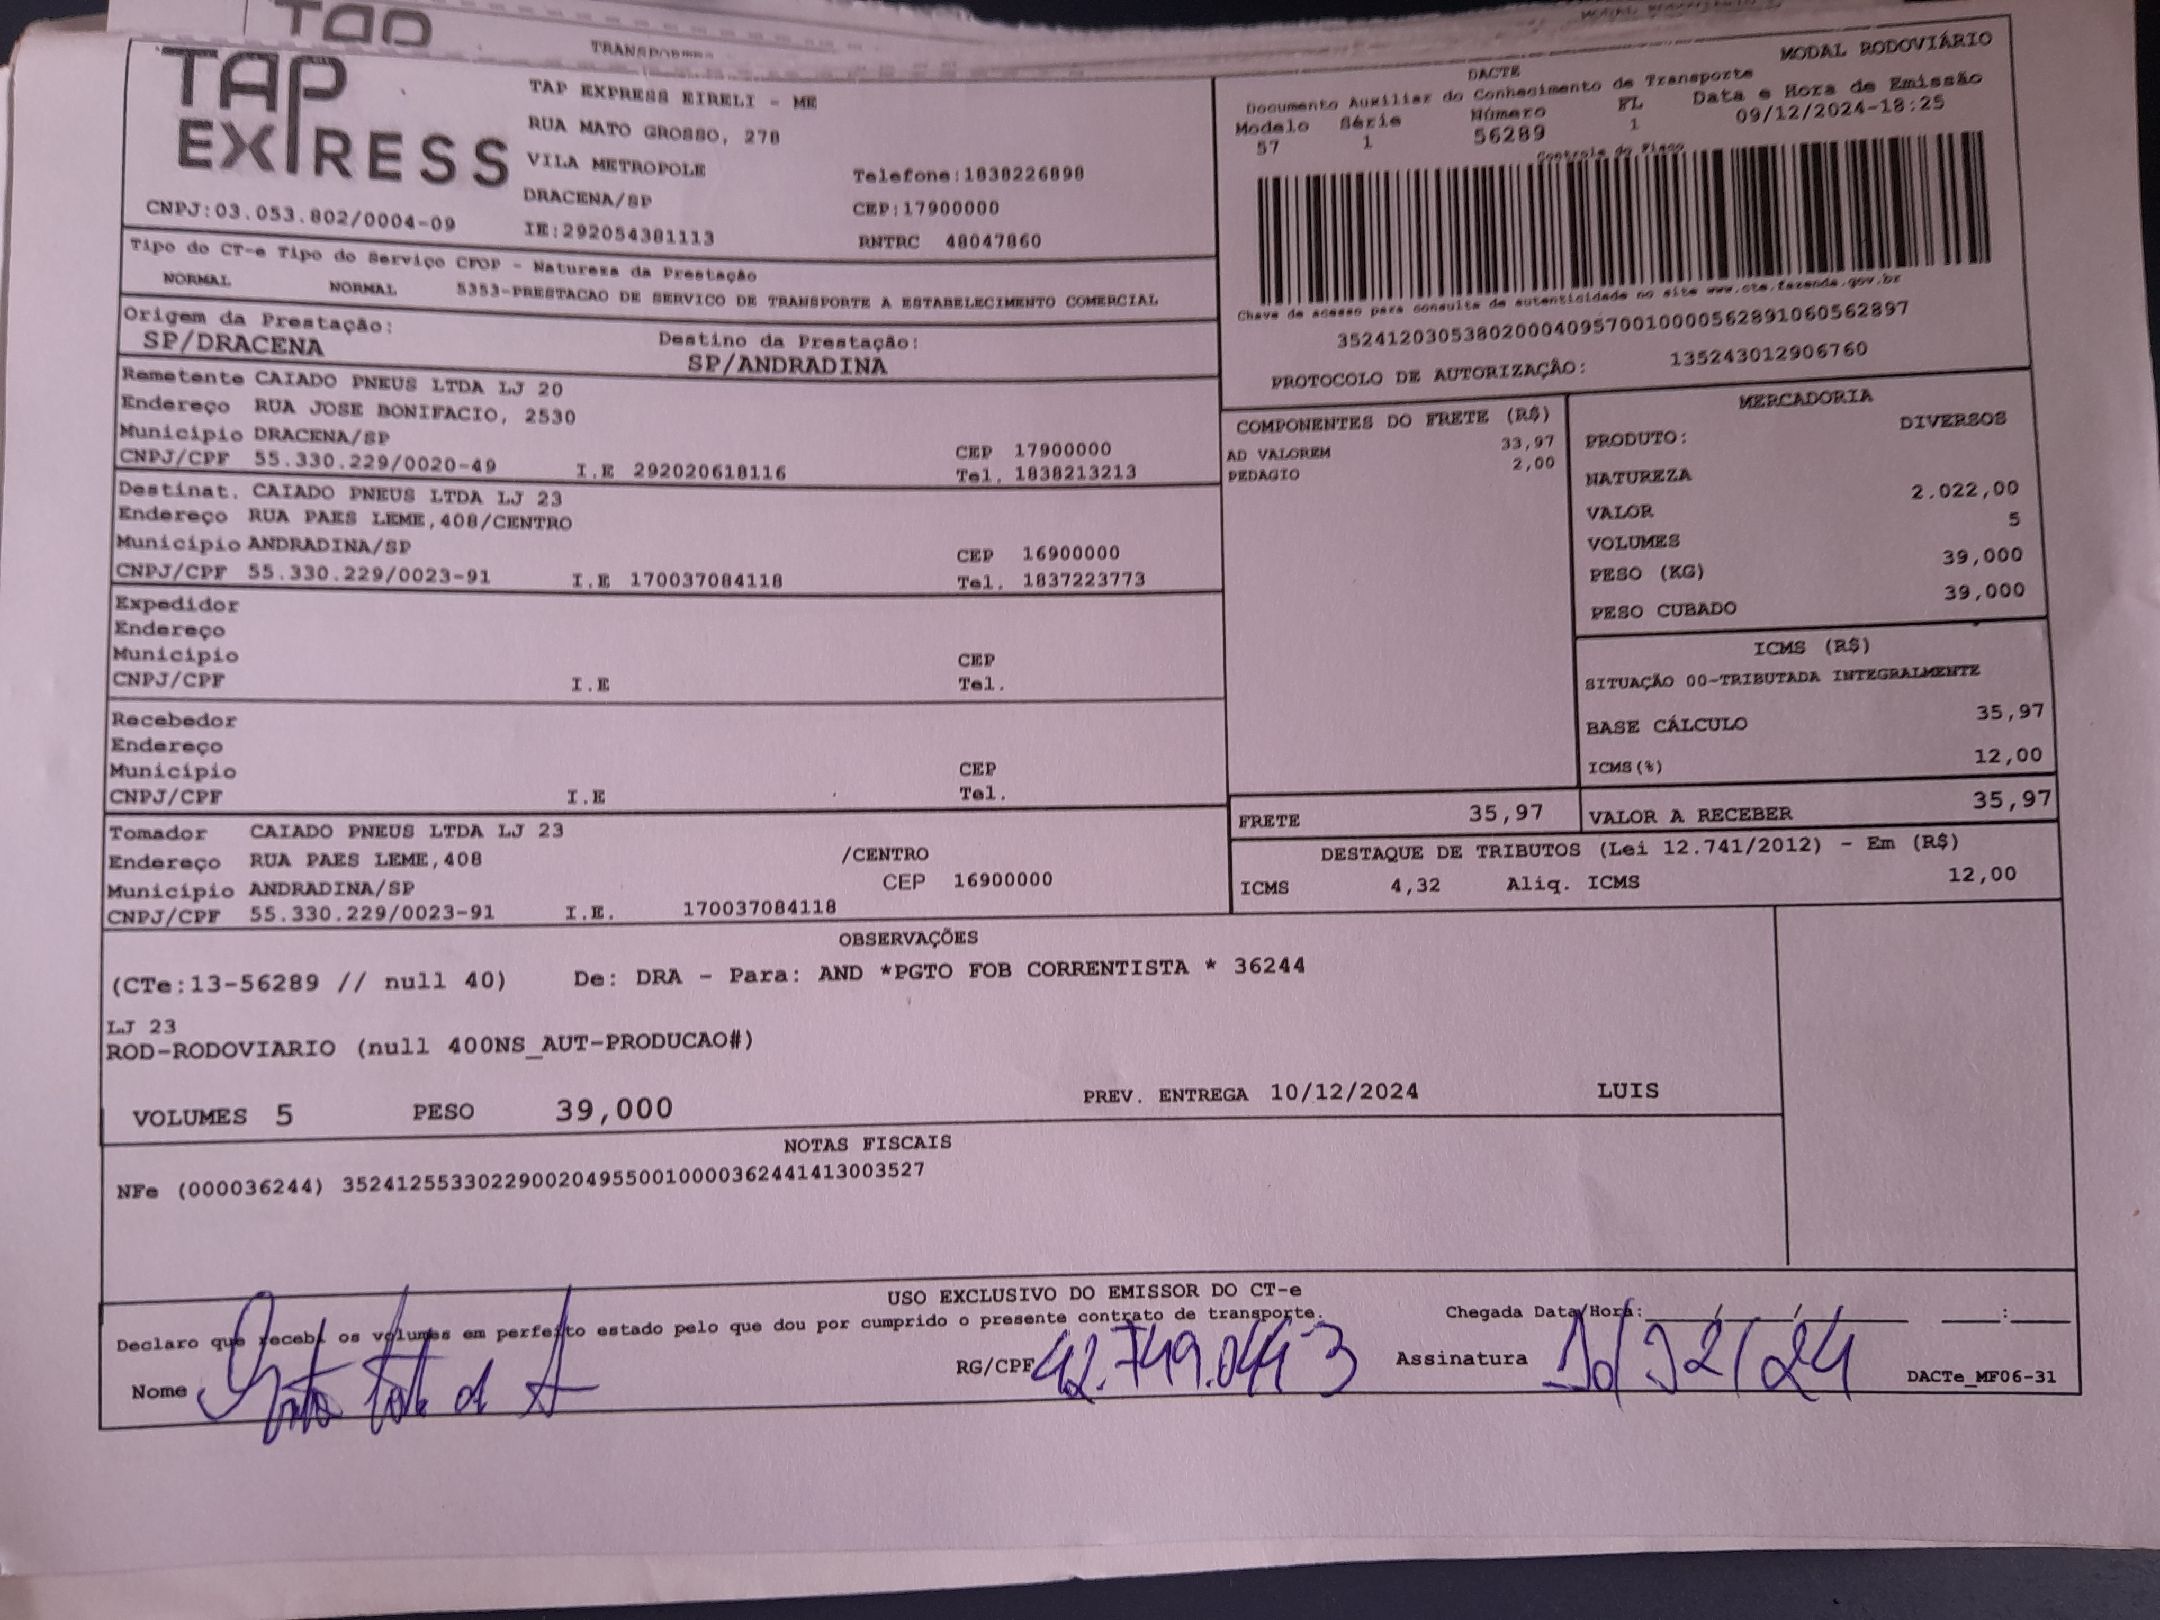 TAP
TRANSPORTES
MODAL RODOVIÁRIO
TAP EXPRESS
TAP EXPRESS EIRELI - ME
RUA MATO GROSSO, 278
VILA METROPOLE
Telefone:1838226898
DRACENA/SP
CEP:17900000
CNPJ:03.053.802/0004-09
IE:292054381113
RNTRC 48047860
DACTE
Documento Auxiliar do Conhecimento de Transporte
Modelo Série Número FL Data e Hora de Emissão
57 1 56289 1 09/12/2024-18:25
Controle do Fisco
Chave de acesso para consulta de autenticidade no site www.cte.fazenda.gov.br
35241203053802000409570010000562891060562897
PROTOCOLO DE AUTORIZAÇÃO: 135243012906760
Tipo do CT-e Tipo do Serviço CFOP - Natureza da Prestação
NORMAL NORMAL 5353-PRESTACAO DE SERVICO DE TRANSPORTE A ESTABELECIMENTO COMERCIAL
Origem da Prestação: Destino da Prestação:
SP/DRACENA SP/ANDRADINA
Remetente CAIADO PNEUS LTDA LJ 20
Endereço RUA JOSE BONIFACIO, 2530
Município DRACENA/SP CEP 17900000
CNPJ/CPF 55.330.229/0020-49 I.E 292020618116 Tel. 1838213213
Destinat. CAIADO PNEUS LTDA LJ 23
Endereço RUA PAES LEME,408/CENTRO
Município ANDRADINA/SP CEP 16900000
CNPJ/CPF 55.330.229/0023-91 I.E 170037084118 Tel. 1837223773
Expedidor
Endereço
Município CEP
CNPJ/CPF I.E Tel.
Recebedor
Endereço
Município CEP
CNPJ/CPF I.E Tel.
Tomador CAIADO PNEUS LTDA LJ 23
Endereço RUA PAES LEME,408 /CENTRO
Município ANDRADINA/SP CEP 16900000
CNPJ/CPF 55.330.229/0023-91 I.E. 170037084118
COMPONENTES DO FRETE (R$)
AD VALOREM 33,97
PEDAGIO 2,00
MERCADORIA
PRODUTO: DIVERSOS
NATUREZA
VALOR 2.022,00
VOLUMES 5
PESO (KG) 39,000
PESO CUBADO 39,000
ICMS (R$)
SITUAÇÃO 00-TRIBUTADA INTEGRALMENTE
BASE CÁLCULO 35,97
ICMS(%) 12,00
FRETE 35,97 VALOR A RECEBER 35,97
DESTAQUE DE TRIBUTOS (Lei 12.741/2012) - Em (R$)
ICMS 4,32 Aliq. ICMS 12,00
OBSERVAÇÕES
(CTe:13-56289 // null 40) De: DRA - Para: AND *PGTO FOB CORRENTISTA * 36244
LJ 23
ROD-RODOVIARIO (null 400NS_AUT-PRODUCAO#)
VOLUMES 5 PESO 39,000 PREV. ENTREGA 10/12/2024 LUIS
NOTAS FISCAIS
NFe (000036244) 35241255330229002049550010000362441413003527
USO EXCLUSIVO DO EMISSOR DO CT-e
Declaro que recebi os volumes em perfeito estado pelo que dou por cumprido o presente contrato de transporte. Chegada Data/Hora:____/____/____ ____:____
Nome RG/CPF Assinatura 10/12/24
DACTe_MF06-31